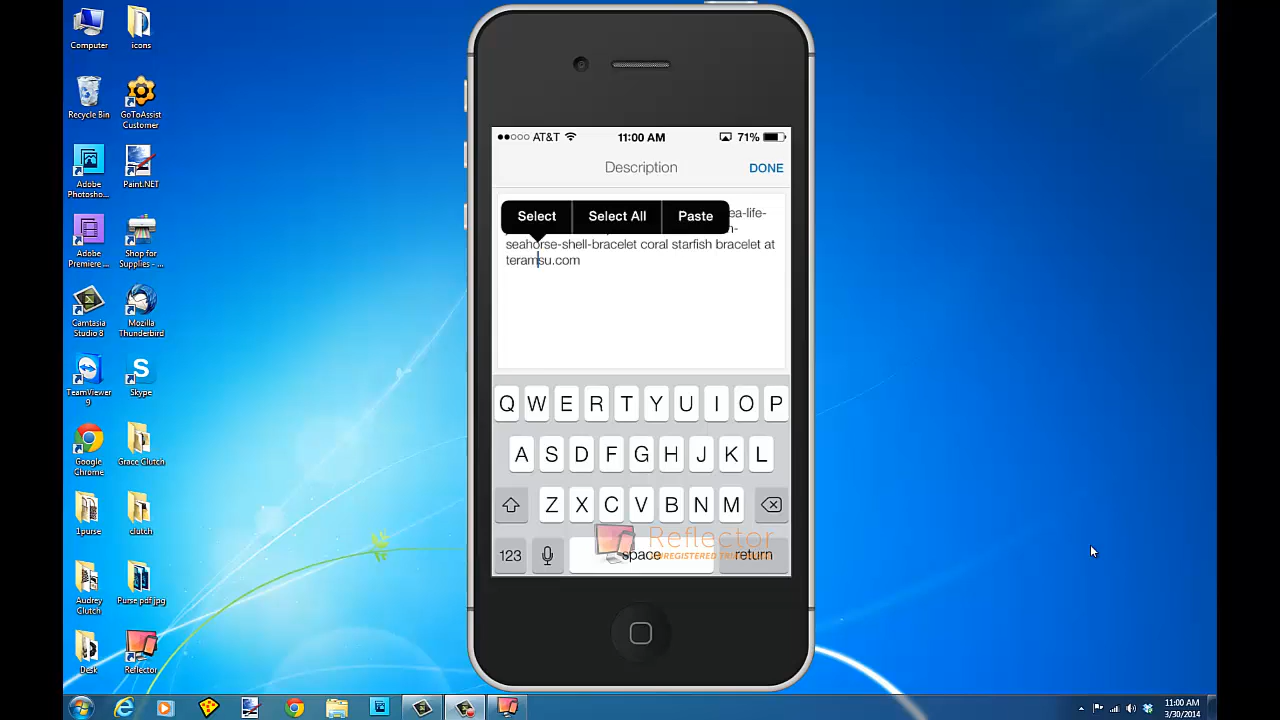 Computer
icons
Recycle Bin
GoToAssist
Customer
Adobe
Photosho...
Paint.NET
Adobe
Premiere ...
Shop for
Supplies - ...
Camtasia
Studio 8
Mozilla
Thunderbird
TeamViewer
9
Skype
Google
Chrome
Grace Clutch
1purse
clutch
Audrey
Clutch
Purse pdf.jpg
Desk
Reflector
AT&T
11:00 AM
71%
Description
DONE
Select
Select All
Paste
ea-life-
seahorse-shell-bracelet coral starfish bracelet at
teramsu.com
Q W E R T Y U I O P
A S D F G H J K L
Z X C V B N M
Reflector
123
space
return
11:00 AM
3/30/2014